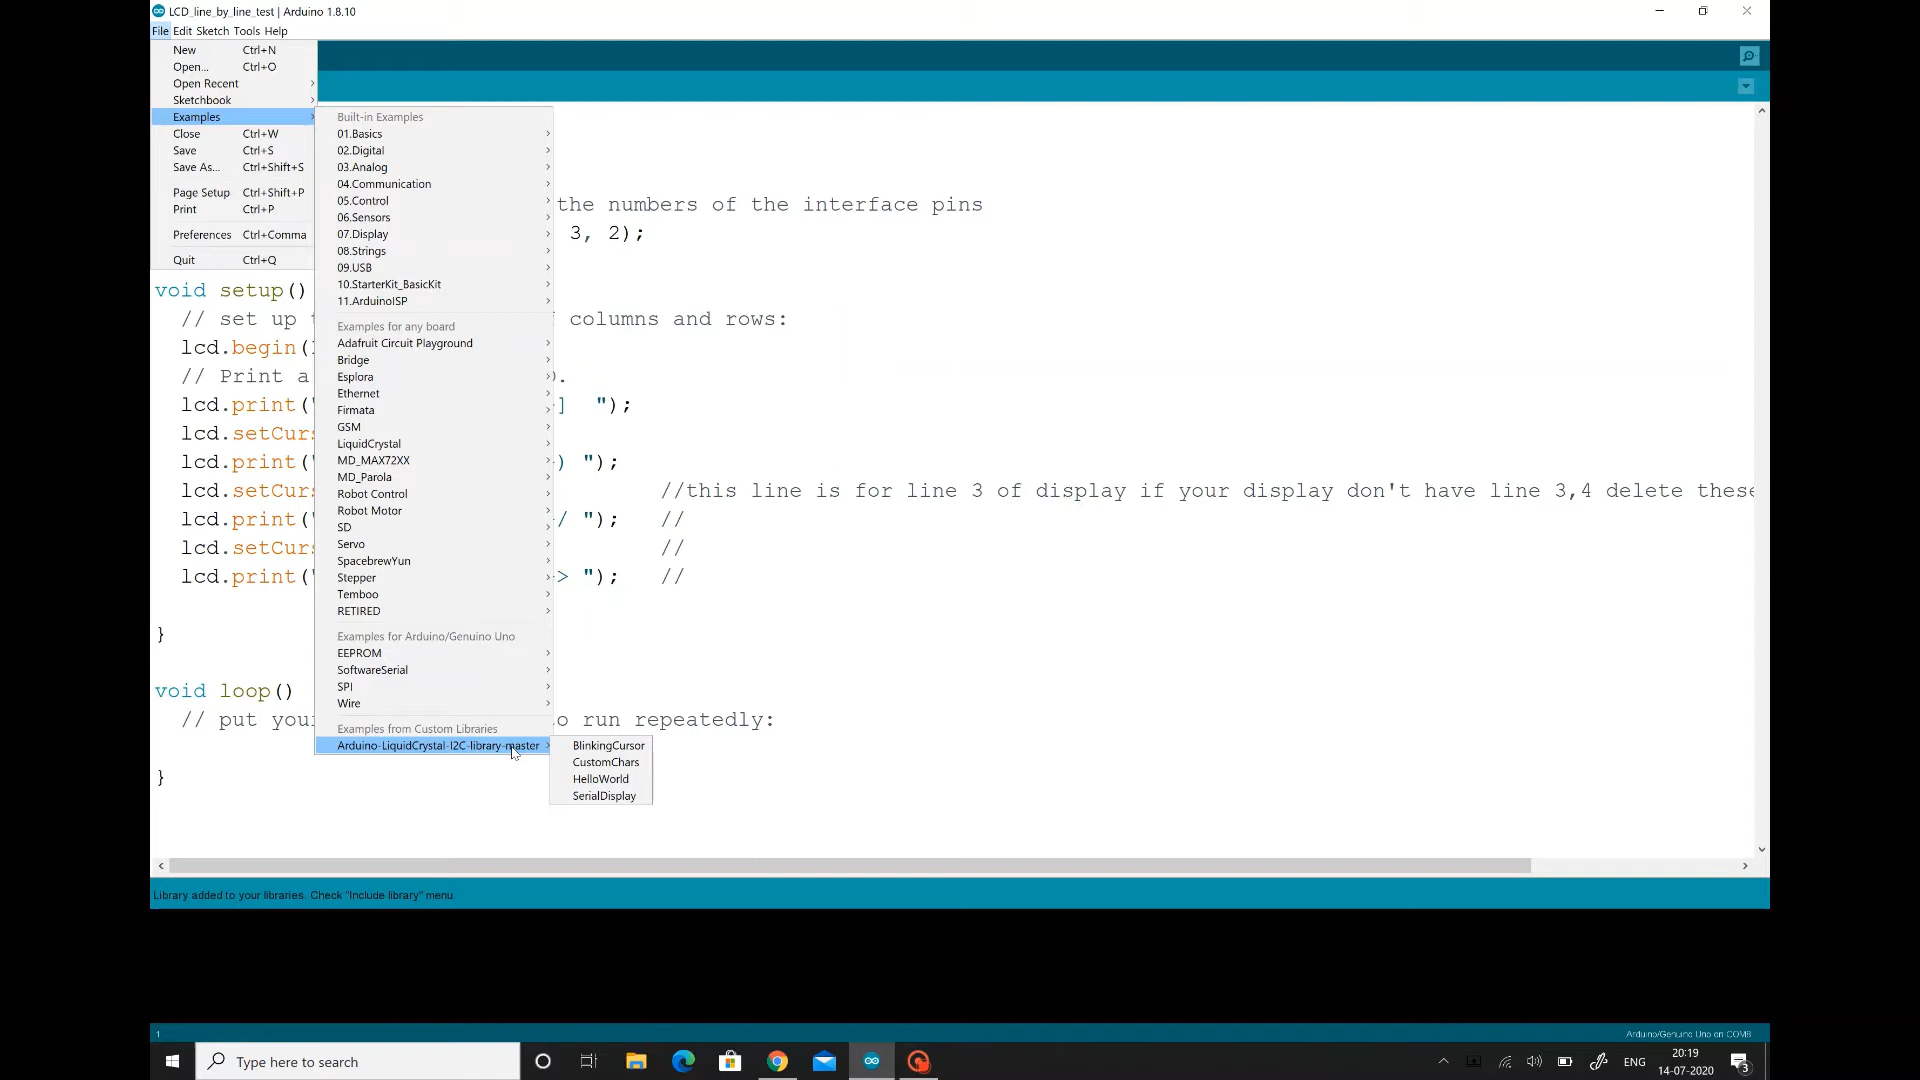 LCD_line_by_line_test | Arduino 1.8.10
File Edit Sketch Tools Help
New Ctrl+N
Open... Ctrl+O
Open Recent
Sketchbook
Examples
Close Ctrl+W
Save Ctrl+S
Save As... Ctrl+Shift+S
Page Setup Ctrl+Shift+P
Print Ctrl+P
Preferences Ctrl+Comma
Quit Ctrl+Q
Built-in Examples
01.Basics
02.Digital
03.Analog
04.Communication
05.Control
06.Sensors
07.Display
08.Strings
09.USB
10.StarterKit_BasicKit
11.ArduinoISP
Examples for any board
Adafruit Circuit Playground
Bridge
Esplora
Ethernet
Firmata
GSM
LiquidCrystal
MD_MAX72XX
MD_Parola
Robot Control
Robot Motor
SD
Servo
SpacebrewYun
Stepper
Temboo
RETIRED
Examples for Arduino/Genuino Uno
EEPROM
SoftwareSerial
SPI
Wire
Examples from Custom Libraries
Arduino-LiquidCrystal-I2C-library-master
BlinkingCursor
CustomChars
HelloWorld
SerialDisplay
the numbers of the interface pins
3, 2);
void setup()
// set up columns and rows:
lcd.begin(
// Print a .
lcd.print(" ] ");
lcd.setCurs
lcd.print(" ) ");
lcd.setCurs //this line is for line 3 of display if your display don't have line 3,4 delete these
lcd.print(" / "); //
lcd.setCurs //
lcd.print(" > "); //
}
void loop()
// put your o run repeatedly:
}
Library added to your libraries. Check "Include library" menu
1 Arduino/Genuino Uno on COM8
Type here to search
ENG
20:19
14-07-2020
3